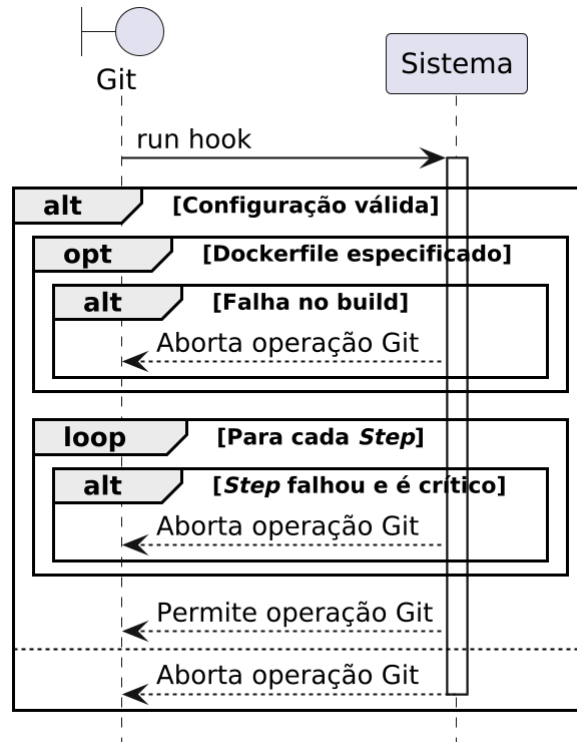 Git
Sistema
run hook
alt [Configuração válida]
opt [Dockerfile especificado]
alt [Falha no build]
Aborta operação Git
loop [Para cada Step]
alt [Step falhou e é crítico]
Aborta operação Git
Permite operação Git
Aborta operação Git